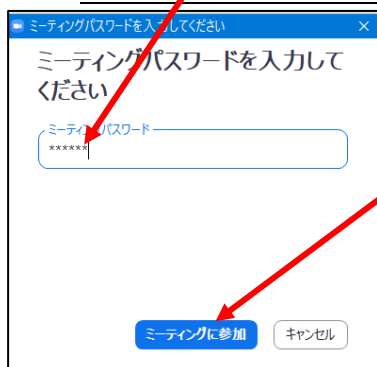 ミーティングパスワードを入力してください
ミーティングパスワードを入力して
ください
ミーティングパスワード
******
ミーティングに参加
キャンセル